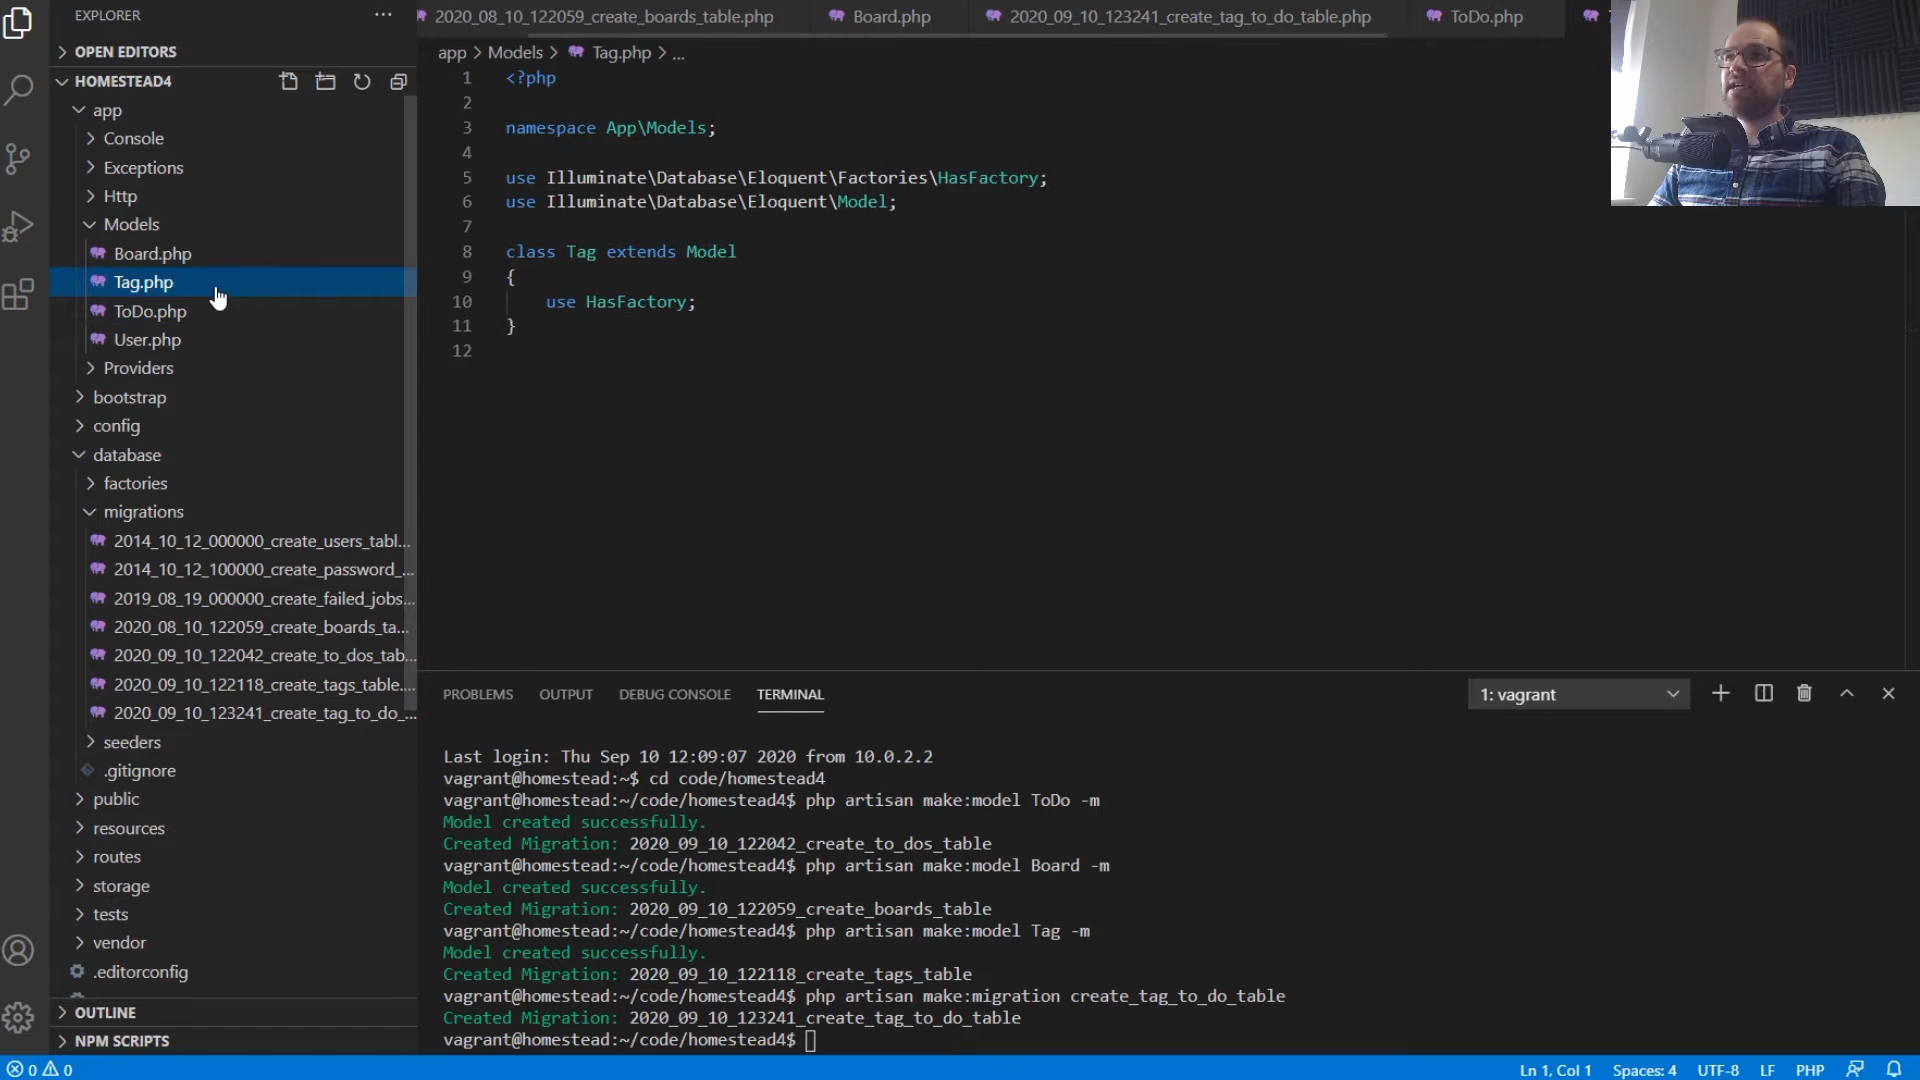 EXPLORER
2020_08_10_122059_create_boards_table.php
Board.php
2020_09_10_123241_create_tag_to_do_table.php
ToDo.php
OPEN EDITORS
HOMESTEAD4
app
Console
Exceptions
Http
Models
Board.php
Tag.php
ToDo.php
User.php
Providers
bootstrap
config
database
factories
migrations
2014_10_12_000000_create_users_tabl...
2014_10_12_100000_create_password_...
2019_08_19_000000_create_failed_jobs...
2020_08_10_122059_create_boards_ta...
2020_09_10_122042_create_to_dos_tab...
2020_09_10_122118_create_tags_table....
2020_09_10_123241_create_tag_to_do_...
seeders
.gitignore
public
resources
routes
storage
tests
vendor
.editorconfig
OUTLINE
NPM SCRIPTS
app > Models > Tag.php > ...
1 <?php
2
3 namespace App\Models;
4
5 use Illuminate\Database\Eloquent\Factories\HasFactory;
6 use Illuminate\Database\Eloquent\Model;
7
8 class Tag extends Model
9 {
10 use HasFactory;
11 }
12
PROBLEMS OUTPUT DEBUG CONSOLE TERMINAL
1: vagrant
Last login: Thu Sep 10 12:09:07 2020 from 10.0.2.2
vagrant@homestead:~$ cd code/homestead4
vagrant@homestead:~/code/homestead4$ php artisan make:model ToDo -m
Model created successfully.
Created Migration: 2020_09_10_122042_create_to_dos_table
vagrant@homestead:~/code/homestead4$ php artisan make:model Board -m
Model created successfully.
Created Migration: 2020_09_10_122059_create_boards_table
vagrant@homestead:~/code/homestead4$ php artisan make:model Tag -m
Model created successfully.
Created Migration: 2020_09_10_122118_create_tags_table
vagrant@homestead:~/code/homestead4$ php artisan make:migration create_tag_to_do_table
Created Migration: 2020_09_10_123241_create_tag_to_do_table
vagrant@homestead:~/code/homestead4$
0 0
Ln 1, Col 1 Spaces: 4 UTF-8 LF PHP